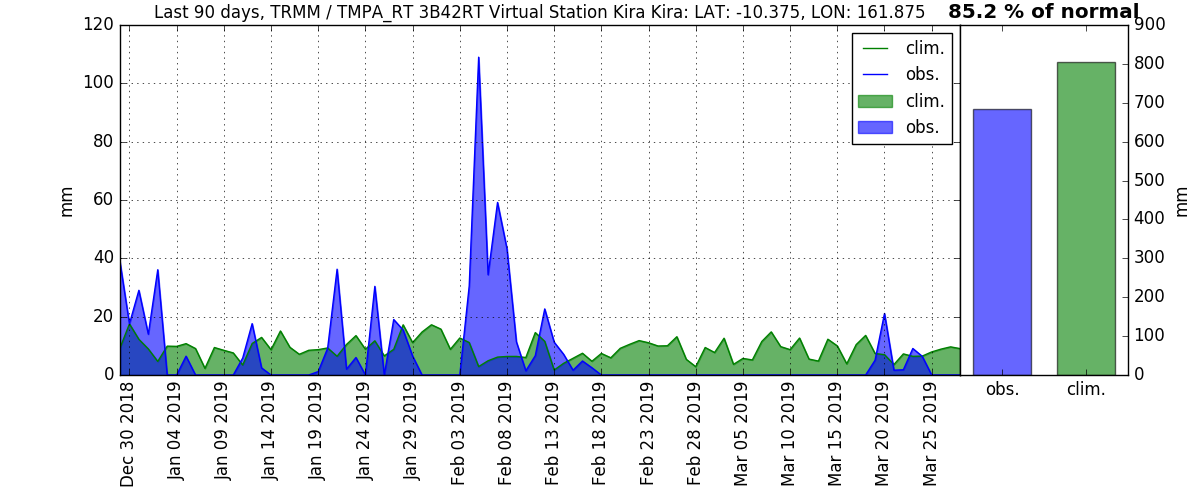 Last 90 days, TRMM / TMPA_RT 3B42RT Virtual Station Kira Kira: LAT: -10.375, LON: 161.875
85.2 % of normal
120
100
80
60
40
20
0
mm
clim.
obs.
clim.
obs.
Dec 30 2018
Jan 04 2019
Jan 09 2019
Jan 14 2019
Jan 19 2019
Jan 24 2019
Jan 29 2019
Feb 03 2019
Feb 08 2019
Feb 13 2019
Feb 18 2019
Feb 23 2019
Feb 28 2019
Mar 05 2019
Mar 10 2019
Mar 15 2019
Mar 20 2019
Mar 25 2019
900
800
700
600
500
400
300
200
100
0
mm
obs.
clim.